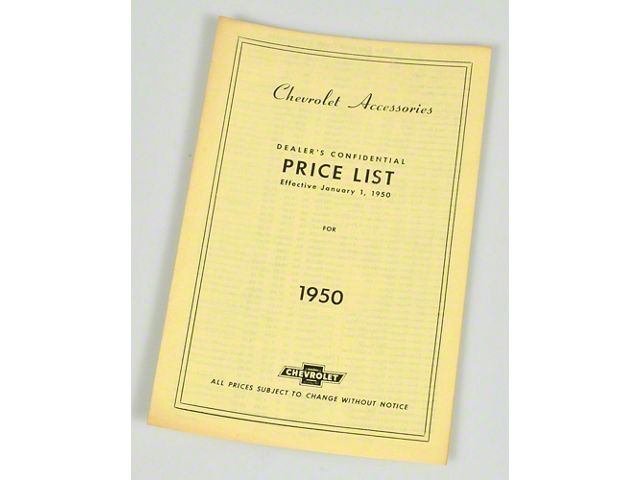 Chevrolet Accessories
DEALER'S CONFIDENTIAL
PRICE LIST
Effective January 1, 1950
FOR
1950
CHEVROLET
ALL PRICES SUBJECT TO CHANGE WITHOUT NOTICE